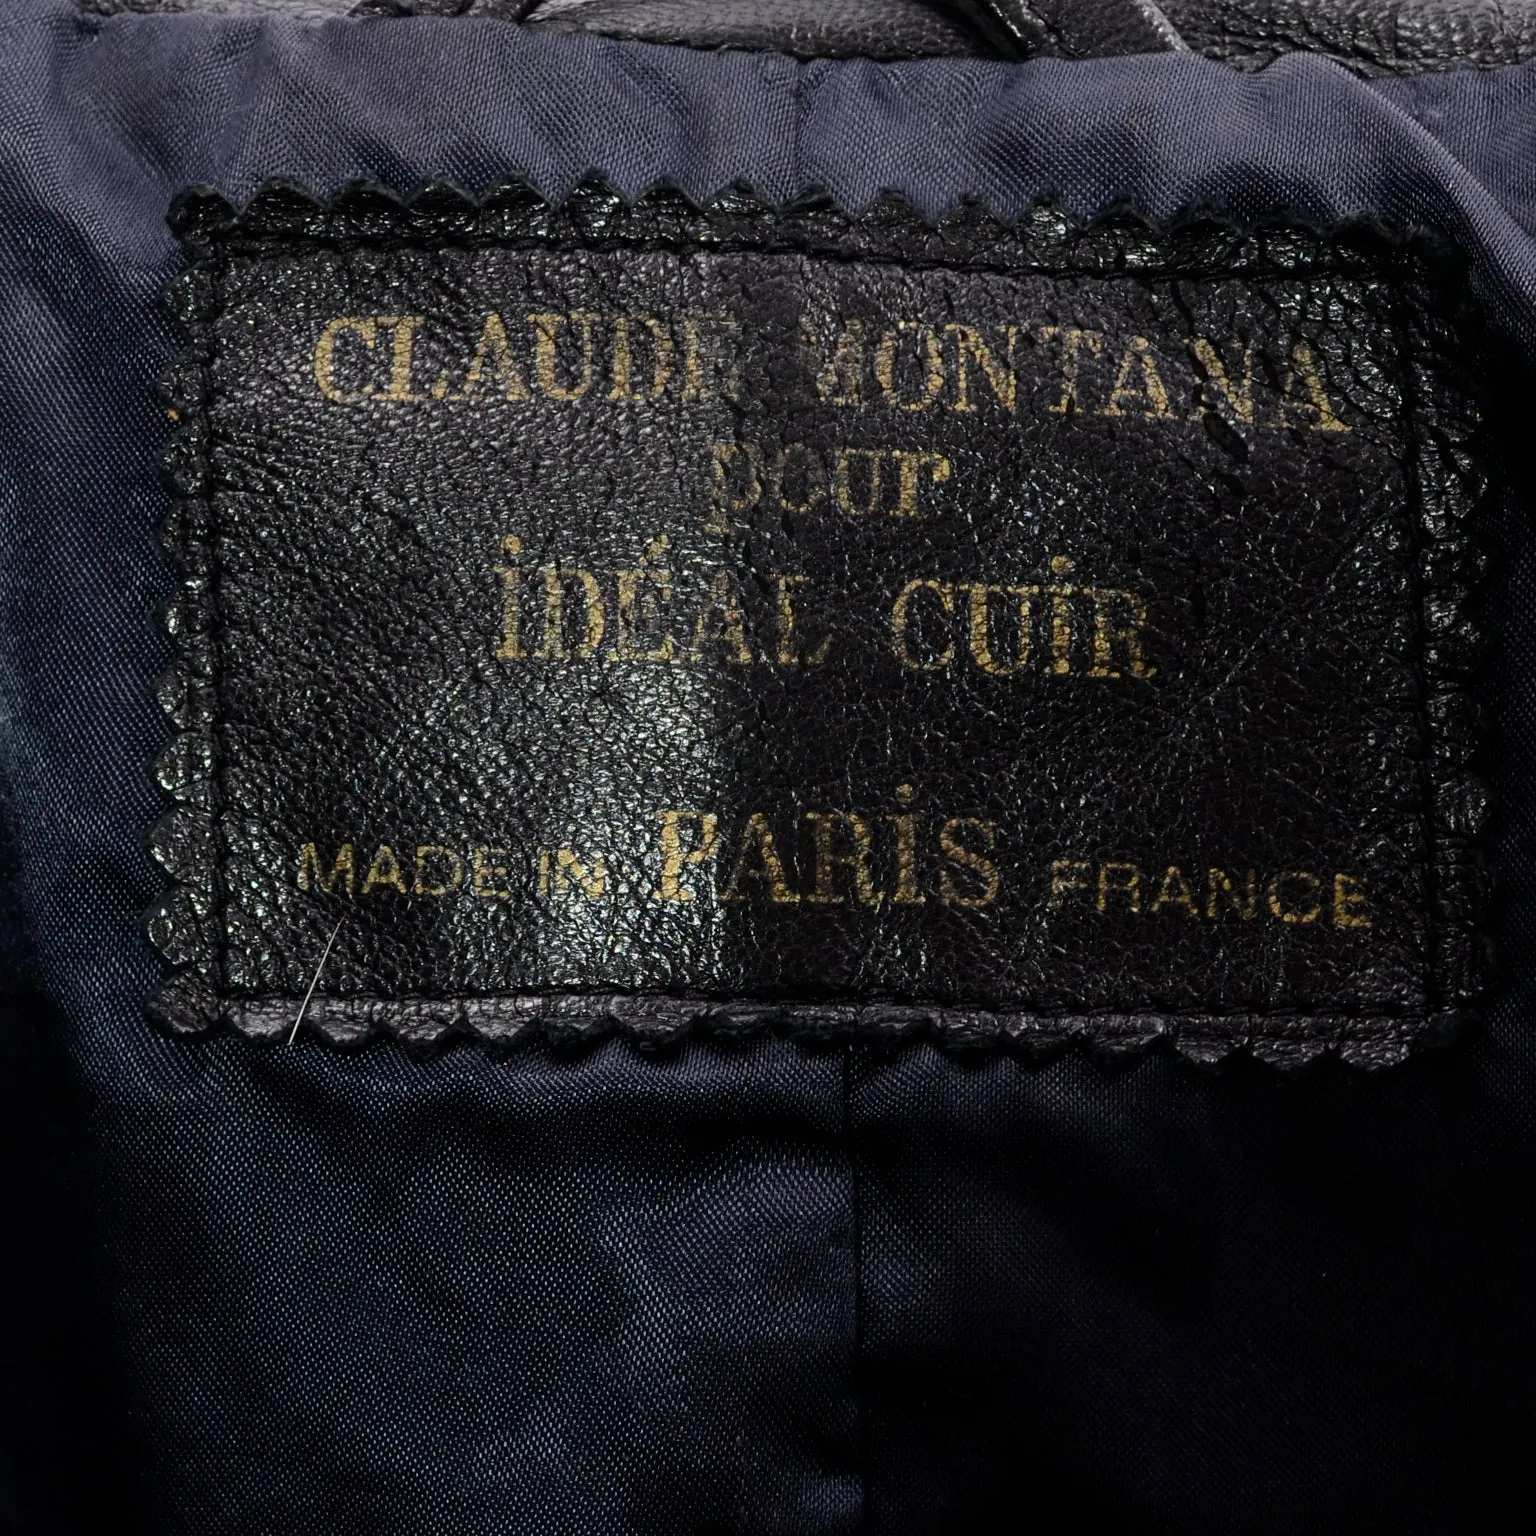 CLAUDE MONTANA
pour
iDÉAL CUiR
MADE IN PARiS FRANCE